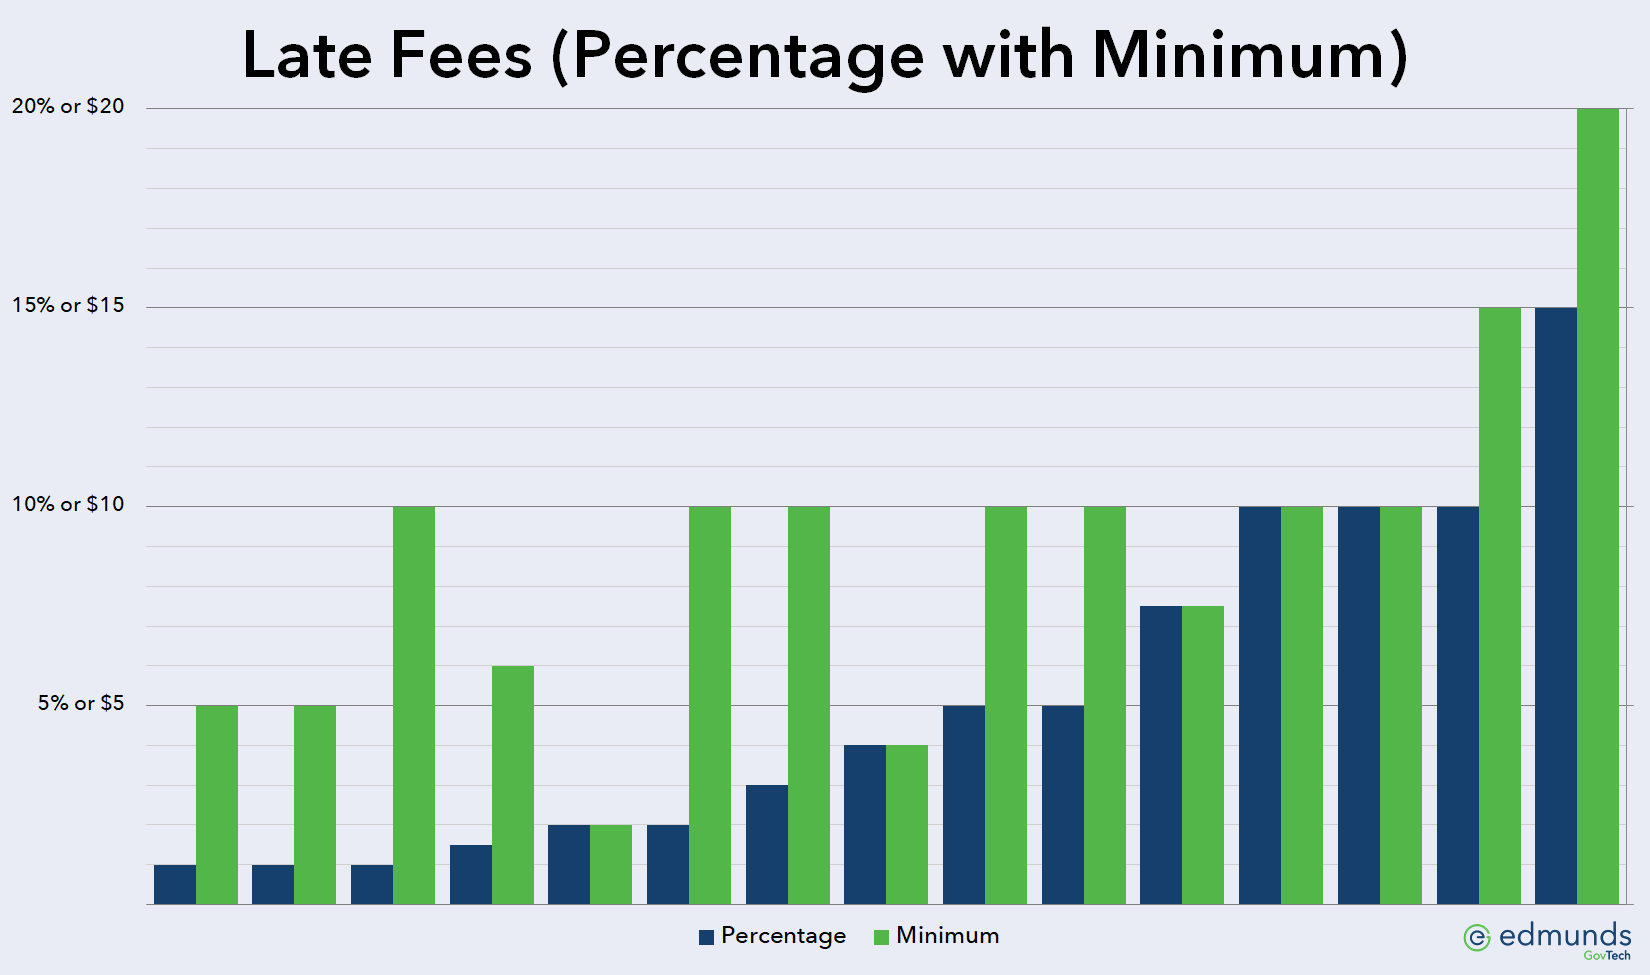 Late Fees (Percentage with Minimum)
20% or $20
15% or $15
10% or $10
5% or $5
Percentage
Minimum
edmunds
GovTech